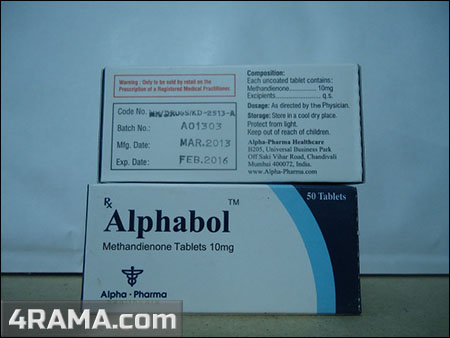 Warning : Only to be sold by retail on the
Prescription of a Registered Medical Practitioner.
Code No.
Batch No.: A01303
Mfg. Date: MAR.2013
Exp. Date: FEB.2016
Composition:
Each uncoated tablet contains:
Methandienone.............. 10mg
Excipients.................... q.s.
Dosage: As directed by the Physician.
Storage: Store in a cool dry place.
Protect from light.
Keep out of reach of children.
Alpha-Pharma Healthcare
B205, Universal Business Park
Off Saki Vihar Road, Chandivali
Mumbai 400072, India.
www.Alpha-Pharma.com
Rx
Alphabol™
50 Tablets
Methandienone Tablets 10mg
Alpha-Pharma
4RAMA.com